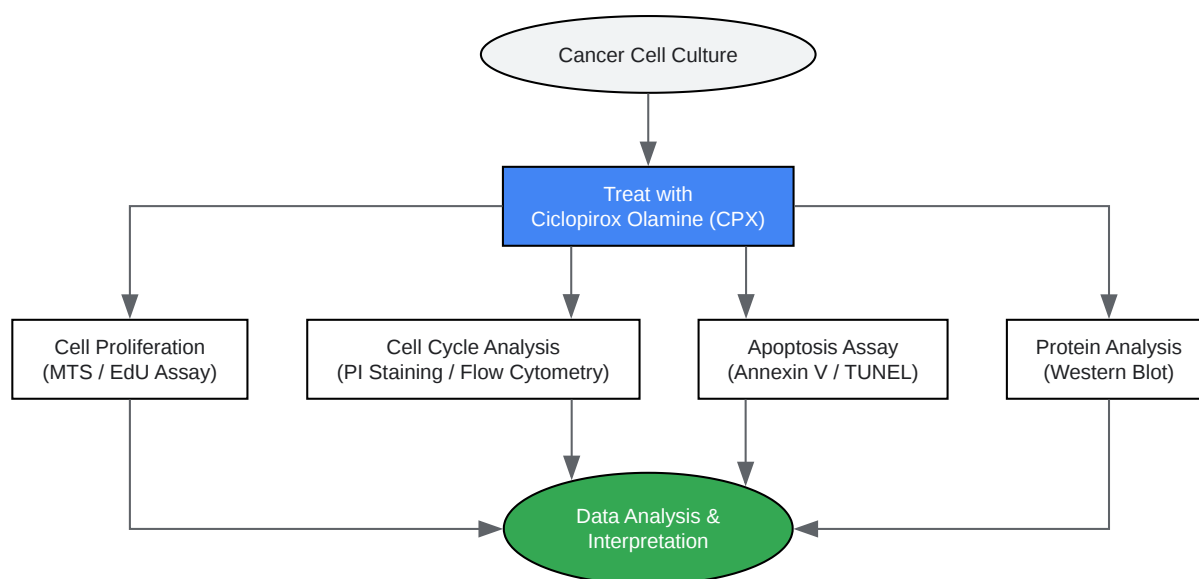 Cancer Cell Culture
Treat with
Ciclopirox Olamine (CPX)
Cell Proliferation
(MTS / EdU Assay)
Cell Cycle Analysis
(PI Staining / Flow Cytometry)
Apoptosis Assay
(Annexin V / TUNEL)
Protein Analysis
(Western Blot)
Data Analysis &
Interpretation